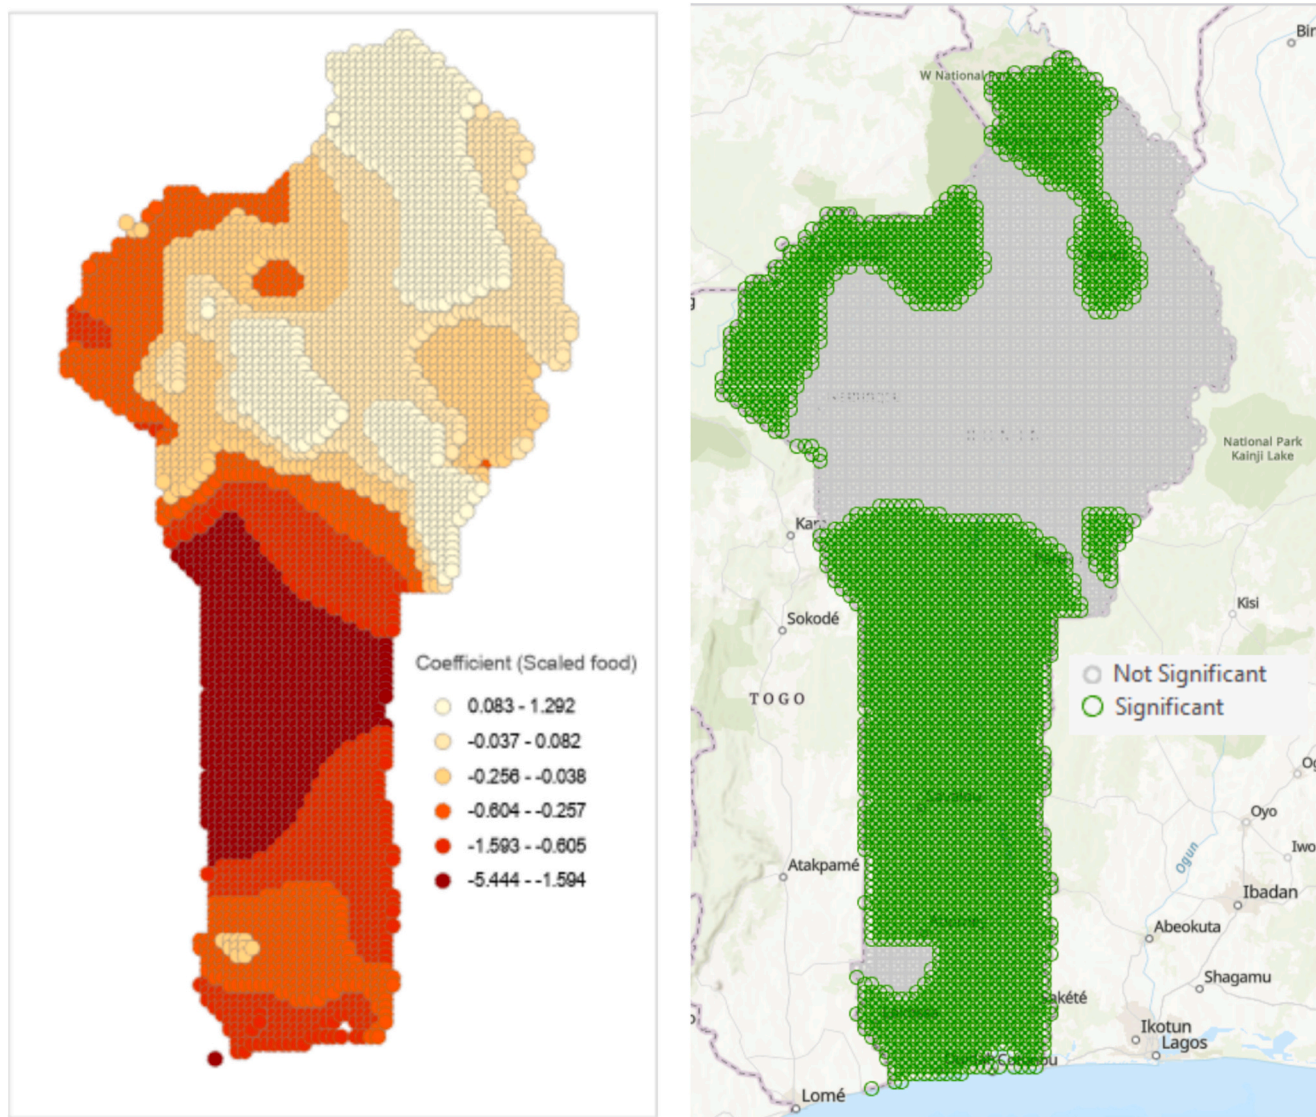 Coefficient (Scaled food)
0.083 - 1.292
-0.037 - 0.082
-0.256 - -0.038
-0.604 - -0.257
-1.593 - -0.605
-5.444 - -1.594
W National
Bir
National Park
Kainji Lake
Kar
Sokodé
Kisi
Not Significant
Significant
TOGO
Og
Oyo
Iwo
Ogun
Atakpamé
Ibadan
Abeokuta
Shagamu
Sakété
Ikotun
Lagos
Lomé